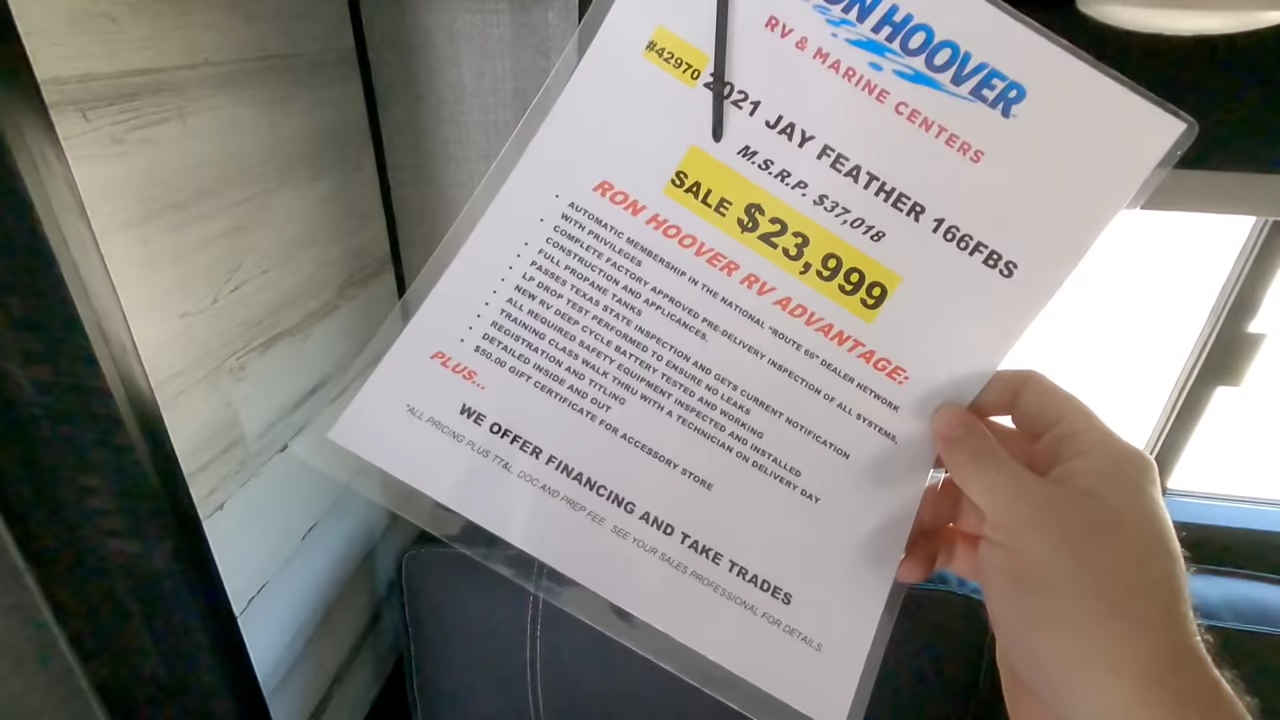 ON HOOVER
RV & MARINE CENTERS
#42970
2021 JAY FEATHER 166FBS
M.S.R.P. $37,018
SALE $23,999
RON HOOVER RV ADVANTAGE:
• AUTOMATIC MEMBERSHIP IN THE NATIONAL "ROUTE 66" DEALER NETWORK
WITH PRIVILEGES
• COMPLETE FACTORY APPROVED PRE-DELIVERY INSPECTION OF ALL SYSTEMS,
CONSTRUCTION AND APPLICANCES.
• FULL PROPANE TANKS
• PASSES TEXAS STATE INSPECTION AND GETS CURRENT NOTIFICATION
• LP DROP TEST PERFORMED TO ENSURE NO LEAKS
• NEW RV DEEP CYCLE BATTERY TESTED AND WORKING
• ALL REQUIRED SAFETY EQUIPMENT INSPECTED AND INSTALLED
• TRAINING CLASS WALK THRU WITH A TECHNICIAN ON DELIVERY DAY
• REGISTRATION AND TITLING
• DETAILED INSIDE AND OUT
• $50.00 GIFT CERTIFICATE FOR ACCESSORY STORE
PLUS...
WE OFFER FINANCING AND TAKE TRADES
*ALL PRICING PLUS TT&L, DOC AND PREP FEE. SEE YOUR SALES PROFESSIONAL FOR DETAILS.